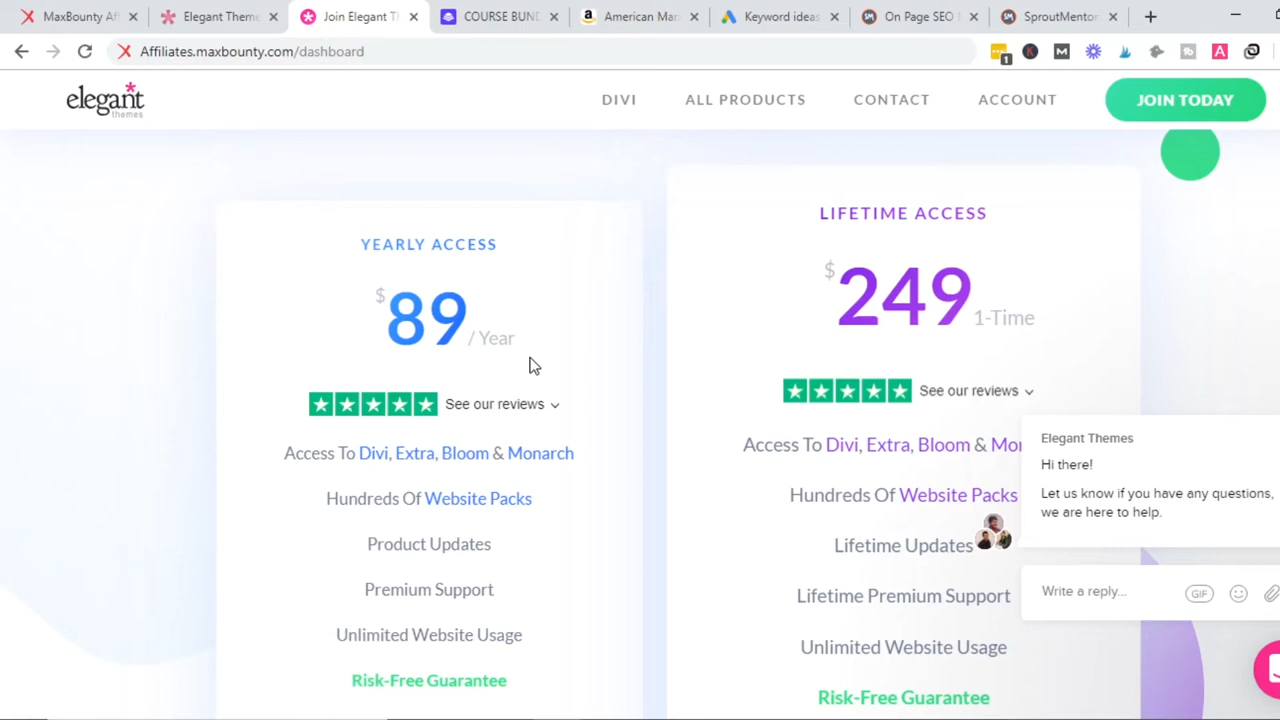 MaxBounty Af
Elegant Theme
Join Elegant T
COURSE BUND
American Mar
Keyword ideas
On Page SEO
SproutMentor
Affiliates.maxbounty.com/dashboard
1
K
M
A
elegant
themes
DIVI
ALL PRODUCTS
CONTACT
ACCOUNT
JOIN TODAY
YEARLY ACCESS
$89 / Year
See our reviews
Access To Divi, Extra, Bloom & Monarch
Hundreds Of Website Packs
Product Updates
Premium Support
Unlimited Website Usage
Risk-Free Guarantee
LIFETIME ACCESS
$249 1-Time
See our reviews
Access To Divi, Extra, Bloom & Mon
Hundreds Of Website Packs
Lifetime Updates
Lifetime Premium Support
Unlimited Website Usage
Risk-Free Guarantee
Elegant Themes
Hi there!
Let us know if you have any questions,
we are here to help.
Write a reply...
GIF